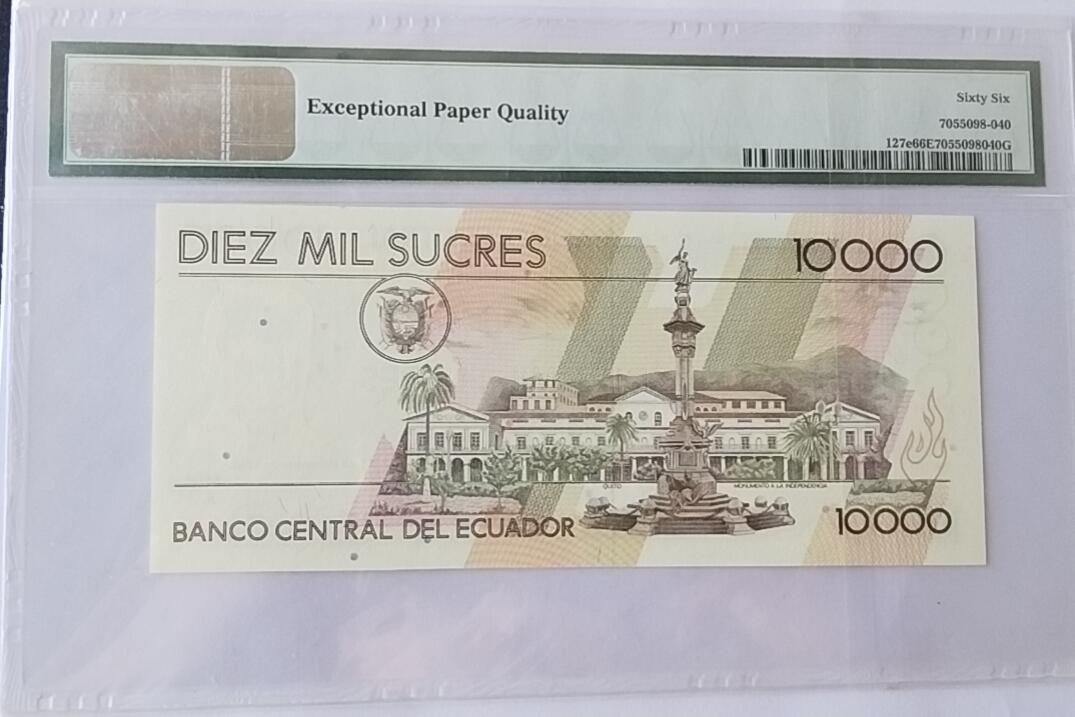 Exceptional Paper Quality
Sixty Six
7055098-040
127e66E7055098040G
DIEZ MIL SUCRES
10000
QUITO
MONUMENTO A LA INDEPENDENCIA
BANCO CENTRAL DEL ECUADOR
10000